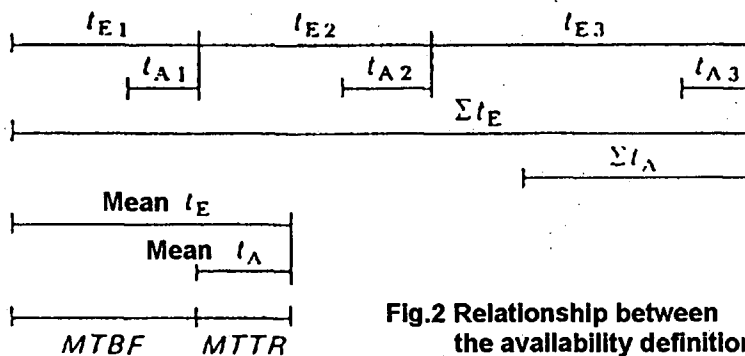 tE1 tE2 tE3
tA1 tA2 tA3
ΣtE
ΣtA
Mean tE
Mean tA
MTBF MTTR
Fig.2 Relationship between
the availability definition